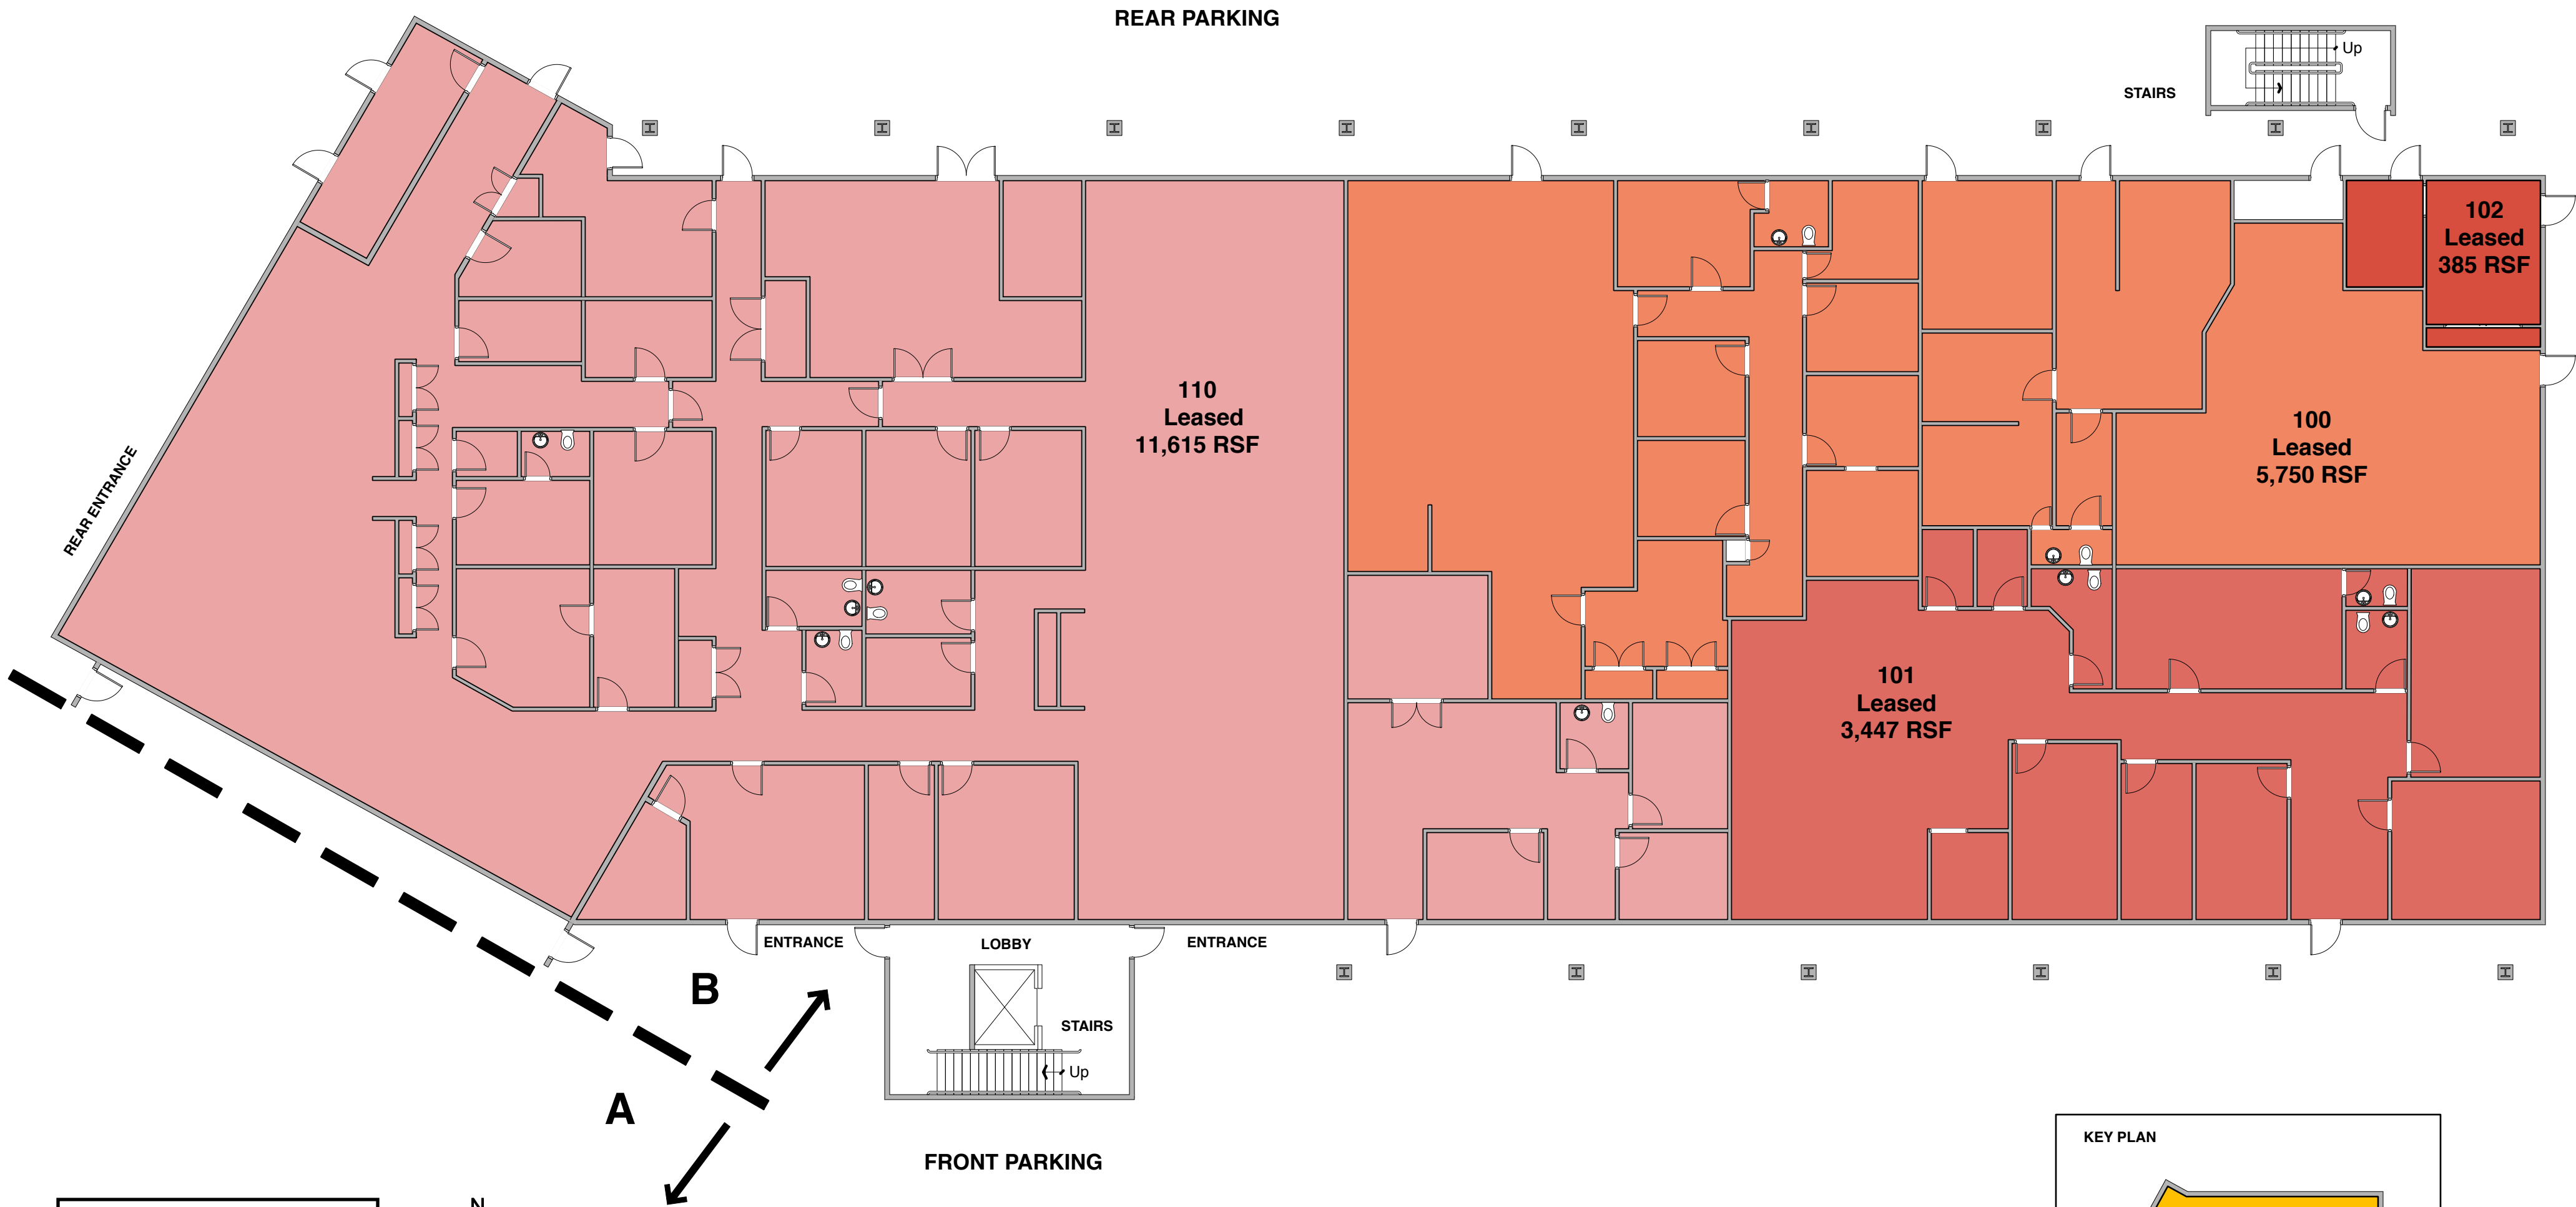 REAR PARKING
Up
STAIRS
102
Leased
385 RSF
110
Leased
11,615 RSF
100
Leased
5,750 RSF
REAR ENTRANCE
101
Leased
3,447 RSF
ENTRANCE
LOBBY
ENTRANCE
B
STAIRS
Up
A
FRONT PARKING
KEY PLAN
N